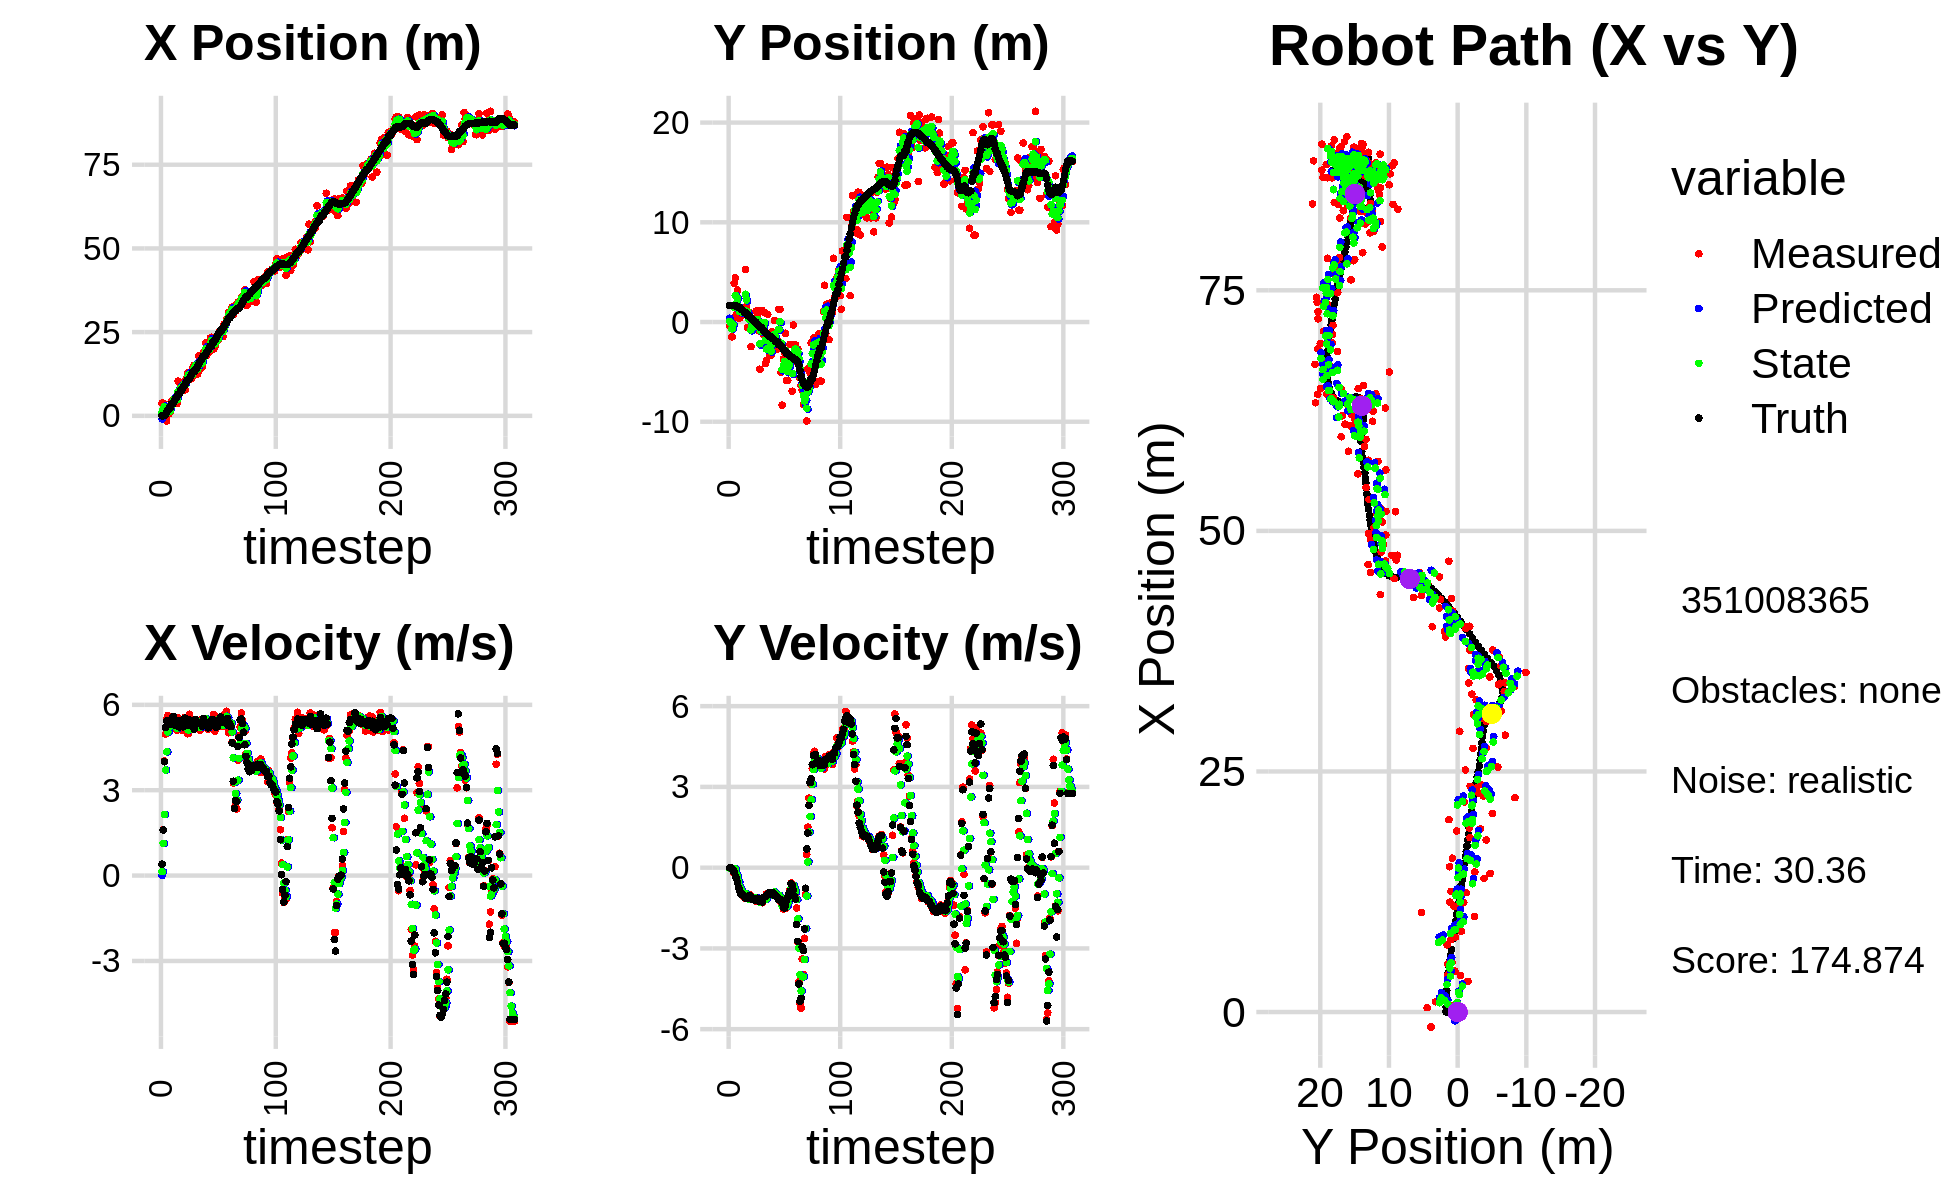 X Position (m)
75
50
25
0
0
100
200
300
timestep
Y Position (m)
20
10
0
-10
0
100
200
300
timestep
X Velocity (m/s)
6
3
0
-3
0
100
200
300
timestep
Y Velocity (m/s)
6
3
0
-3
-6
0
100
200
300
timestep
Robot Path (X vs Y)
X Position (m)
75
50
25
0
20 10 0 -10 -20
Y Position (m)
variable
Measured
Predicted
State
Truth
351008365
Obstacles: none
Noise: realistic
Time: 30.36
Score: 174.874